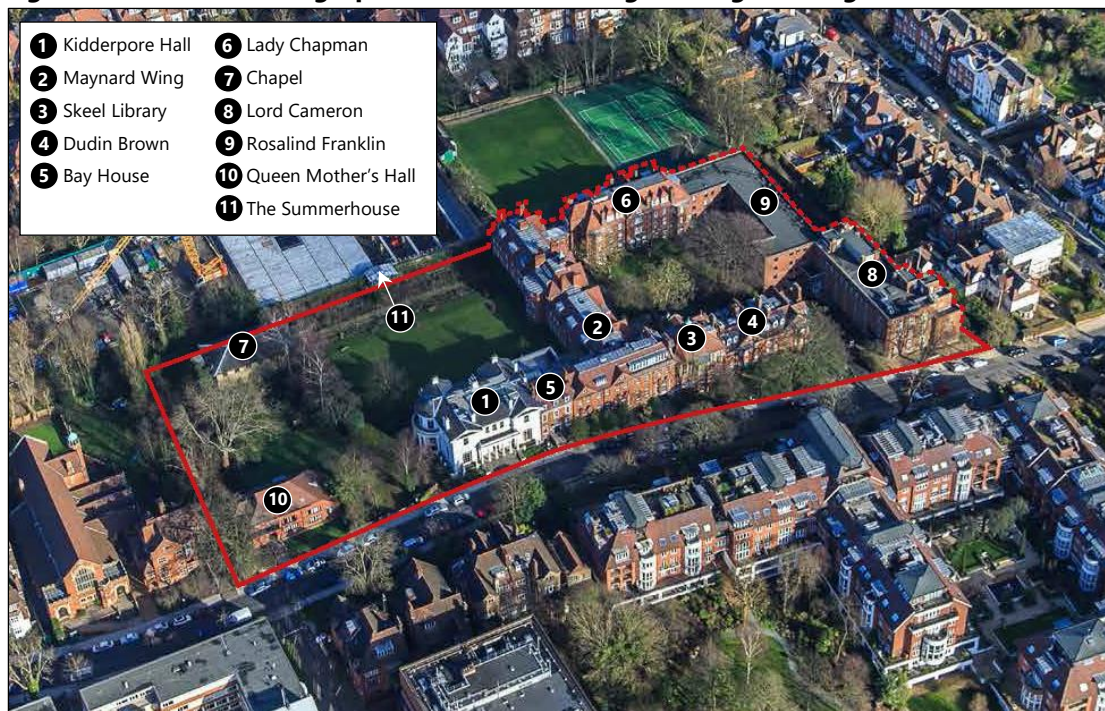 1 Kidderpore Hall
2 Maynard Wing
3 Skeel Library
4 Dudin Brown
5 Bay House
6 Lady Chapman
7 Chapel
8 Lord Cameron
9 Rosalind Franklin
10 Queen Mother's Hall
11 The Summerhouse
6
9
8
11
2
4
3
7
5
1
10